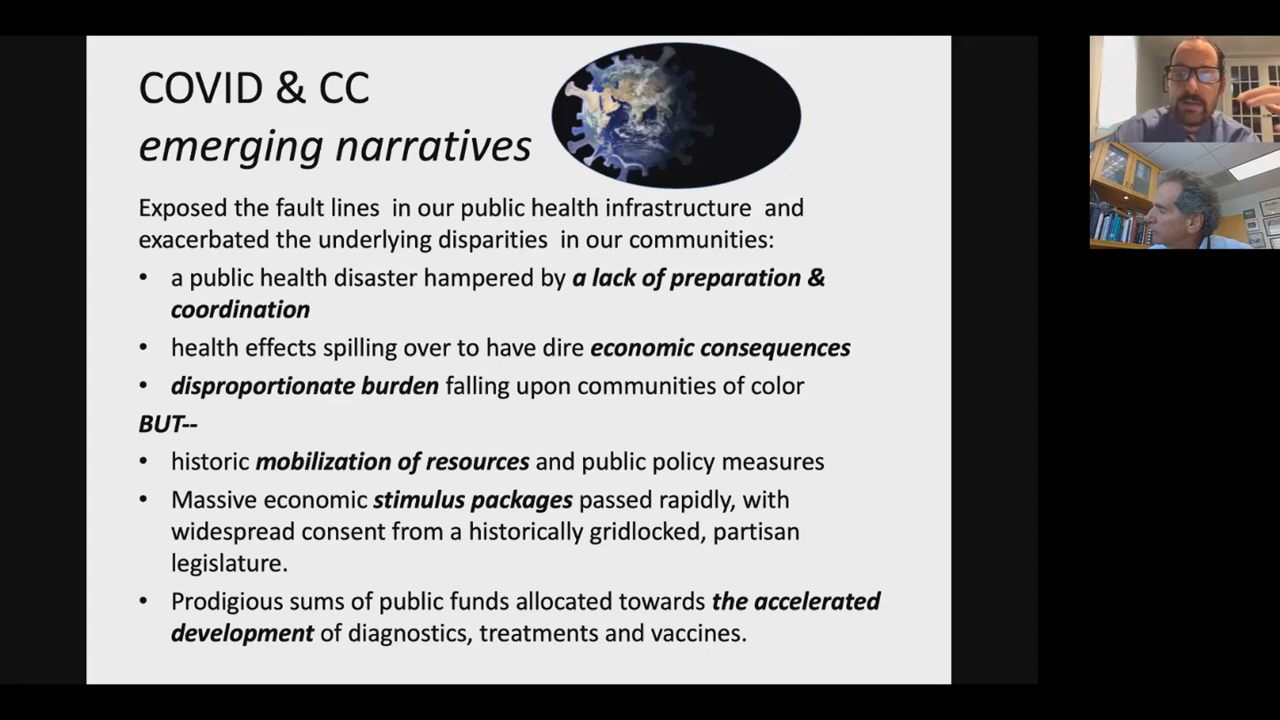 COVID & CC
emerging narratives
Exposed the fault lines in our public health infrastructure and
exacerbated the underlying disparities in our communities:
• a public health disaster hampered by a lack of preparation &
coordination
• health effects spilling over to have dire economic consequences
• disproportionate burden falling upon communities of color
BUT--
• historic mobilization of resources and public policy measures
• Massive economic stimulus packages passed rapidly, with
widespread consent from a historically gridlocked, partisan
legislature.
• Prodigious sums of public funds allocated towards the accelerated
development of diagnostics, treatments and vaccines.